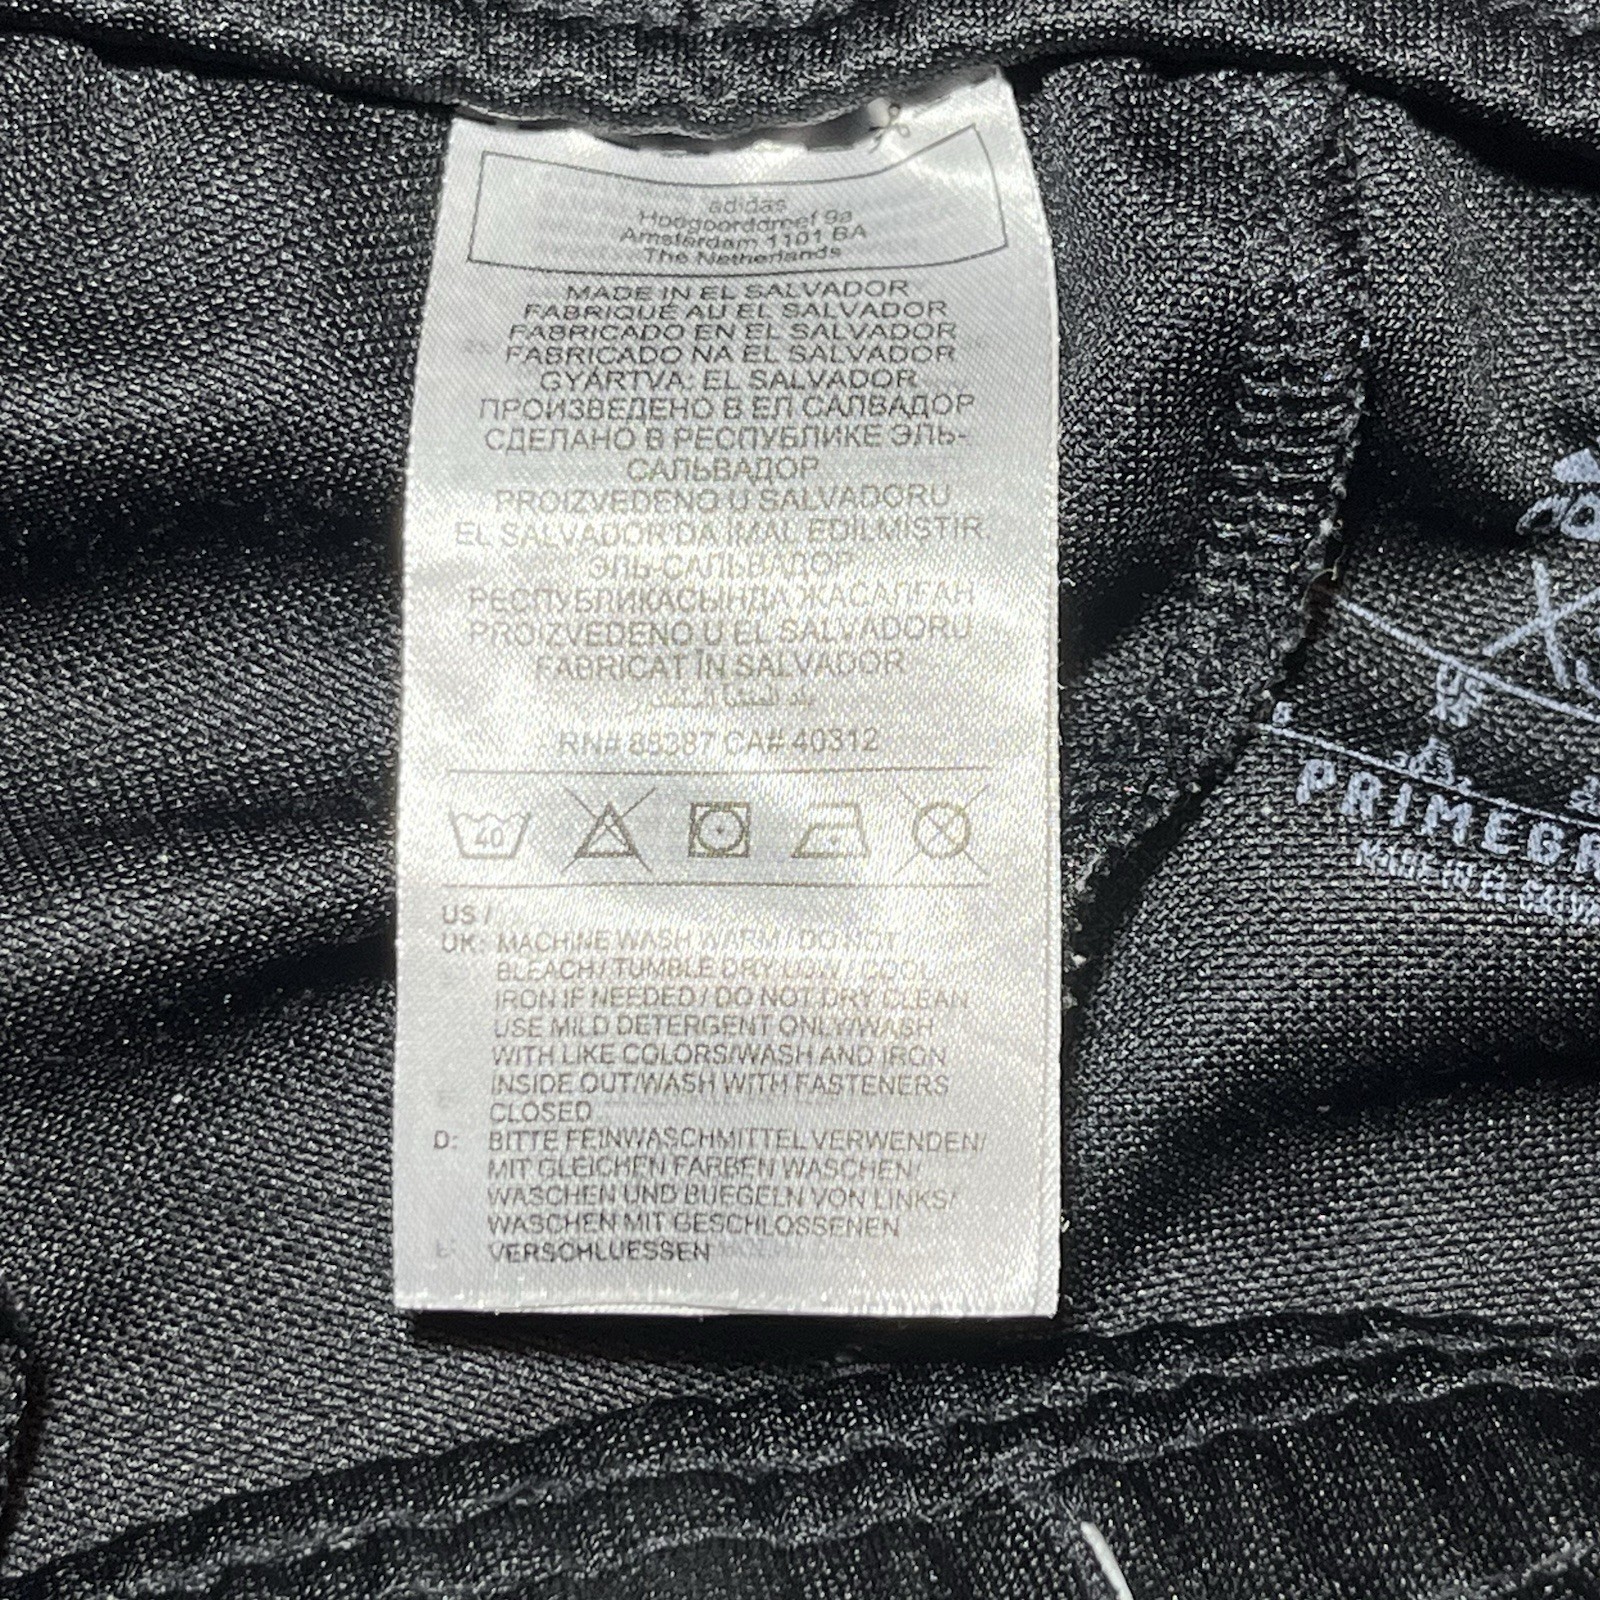 adidas
Hoogoorddreef 9a
Amsterdam 1101 BA
The Netherlands
MADE IN EL SALVADOR
FABRIQUÉ AU EL SALVADOR
FABRICADO EN EL SALVADOR
FABRICADO NA EL SALVADOR
GYÁRTVA: EL SALVADOR
ПРОИЗВЕДЕНО В ЕЛ САЛВАДОР
СДЕЛАНО В РЕСПУБЛИКЕ ЭЛЬ-
САЛЬВАДОР
PROIZVEDENO U SALVADORU
EL SALVADOR'DA İMAL EDİLMİŞTİR.
ЭЛЬ-САЛЬВАДОР
РЕСПУБЛИКАСЫНДА ЖАСАЛҒАН
PROIZVEDENO U EL SALVADORU
FABRICAT ÎN SALVADOR
RN# 88387 CA# 40312
40
US /
UK: MACHINE WASH WARM / DO NOT
BLEACH / TUMBLE DRY LOW / COOL
IRON IF NEEDED / DO NOT DRY CLEAN
USE MILD DETERGENT ONLY/WASH
WITH LIKE COLORS/WASH AND IRON
INSIDE OUT/WASH WITH FASTENERS
CLOSED
D: BITTE FEINWASCHMITTEL VERWENDEN/
MIT GLEICHEN FARBEN WASCHEN/
WASCHEN UND BUEGELN VON LINKS/
WASCHEN MIT GESCHLOSSENEN
VERSCHLUESSEN
US
PRIMEGR
MADE IN EL SALVA